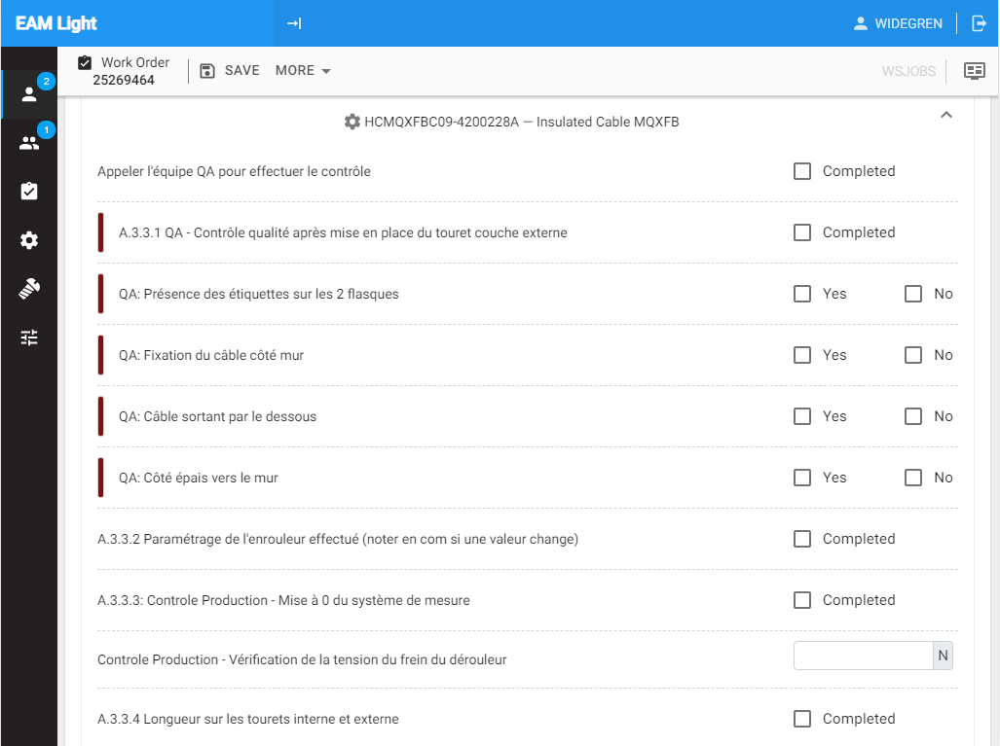 EAM Light
WIDEGREN
2
1
Work Order
25269464
SAVE
MORE
WSJOBS
HCMQXFBC09-4200228A — Insulated Cable MQXFB
Appeler l'équipe QA pour effectuer le contrôle
Completed
A.3.3.1 QA - Contrôle qualité après mise en place du touret couche externe
Completed
QA: Présence des étiquettes sur les 2 flasques
Yes No
QA: Fixation du câble côté mur
Yes No
QA: Câble sortant par le dessous
Yes No
QA: Côté épais vers le mur
Yes No
A.3.3.2 Paramétrage de l'enrouleur effectué (noter en com si une valeur change)
Completed
A.3.3.3: Controle Production - Mise à 0 du système de mesure
Completed
Controle Production - Vérification de la tension du frein du dérouleur
N
A.3.3.4 Longueur sur les tourets interne et externe
Completed